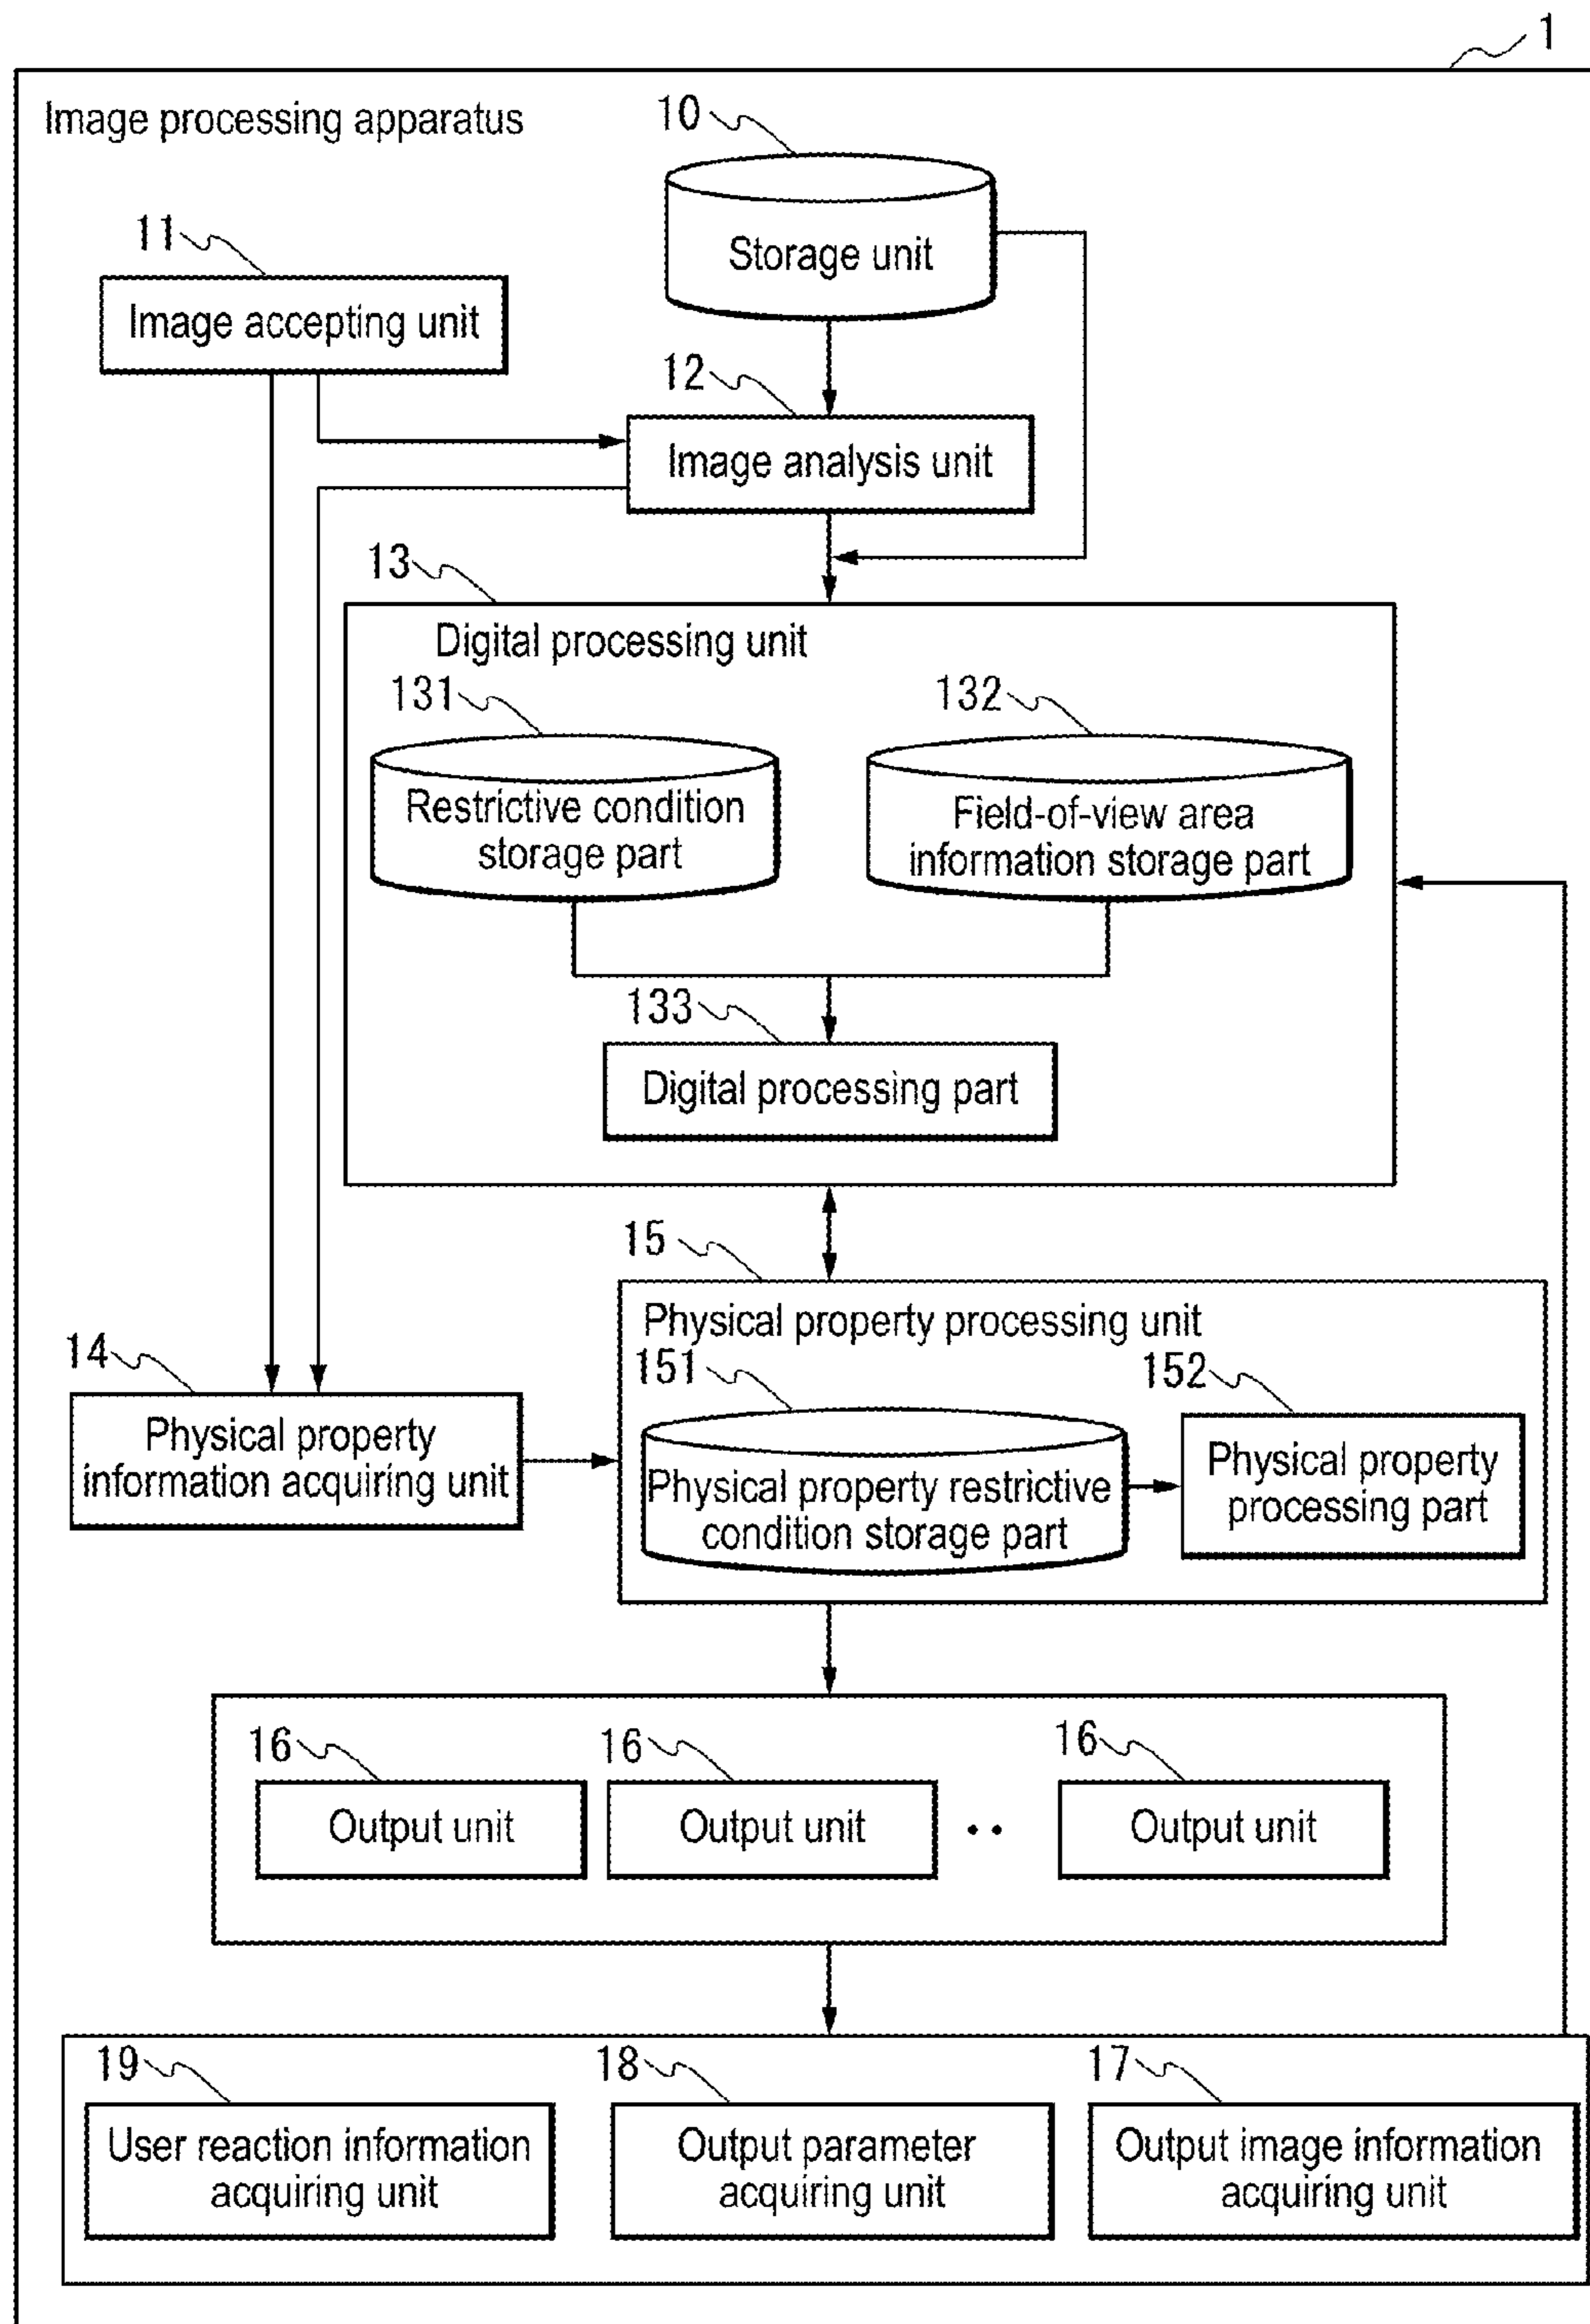 1
Image processing apparatus
10
Storage unit
11
Image accepting unit
12
Image analysis unit
13
Digital processing unit
131
132
Restrictive condition
storage part
Field-of-view area
information storage part
133
Digital processing part
15
Physical property processing unit
14
Physical property
information acquiring unit
151
152
Physical property restrictive
condition storage part
Physical property
processing part
16
16
16
Output unit
Output unit
••
Output unit
19
18
17
User reaction information
acquiring unit
Output parameter
acquiring unit
Output image information
acquiring unit